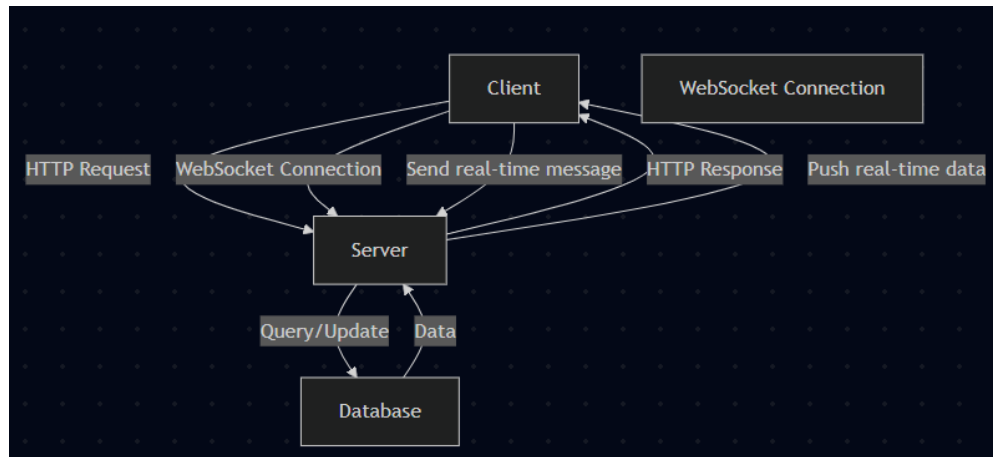 Client
WebSocket Connection
HTTP Request
WebSocket Connection
Send real-time message
HTTP Response
Push real-time data
Server
Query/Update
Data
Database